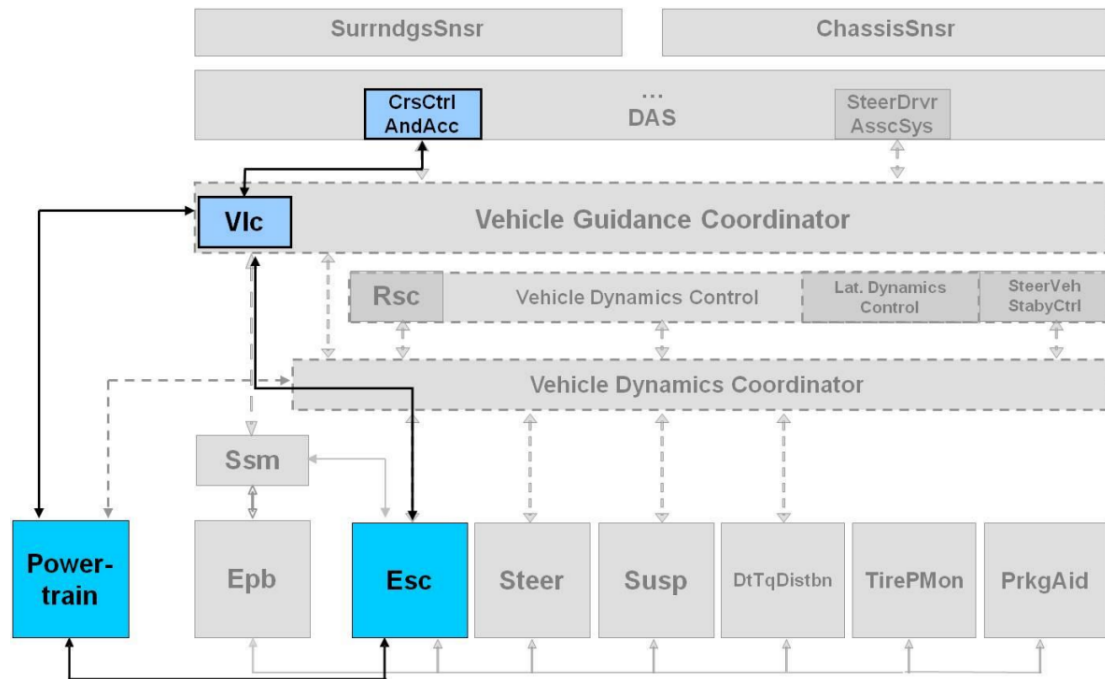 SurrndgsSnsr
ChassisSnsr
CrsCtrl
AndAcc
...
DAS
SteerDrvr
AsscSys
Vlc
Vehicle Guidance Coordinator
Rsc
Vehicle Dynamics Control
Lat. Dynamics
Control
SteerVeh
StabyCtrl
Vehicle Dynamics Coordinator
Ssm
Power-
train
Epb
Esc
Steer
Susp
DtTqDistbn
TirePMon
PrkgAid